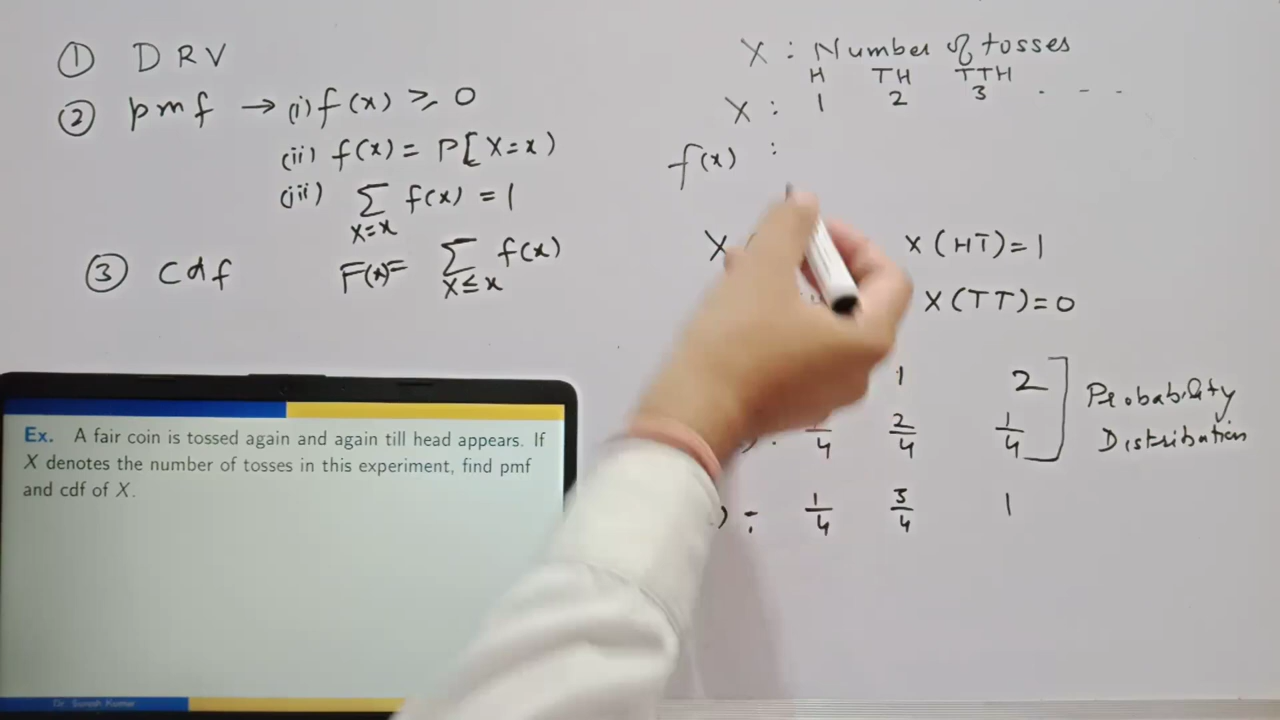 ① DRV
② pmf → (i) f(x) ≥ 0
(ii) f(x) = P[X=x)
(iii) ∑ f(x) = 1
X=x
③ cdf F(x)= ∑ f(x)
X≤x
X : Number of tosses
H TH TTH
X : 1 2 3 . - - -
f(x) :
X ( X(HT)=1
X(TT)=0
1 2
1/4 2/4 1/4
Probability
Distribution
) : 1/4 3/4 1
Ex. A fair coin is tossed again and again till head appears. If
X denotes the number of tosses in this experiment, find pmf
and cdf of X.
Dr. Suresh Kumar